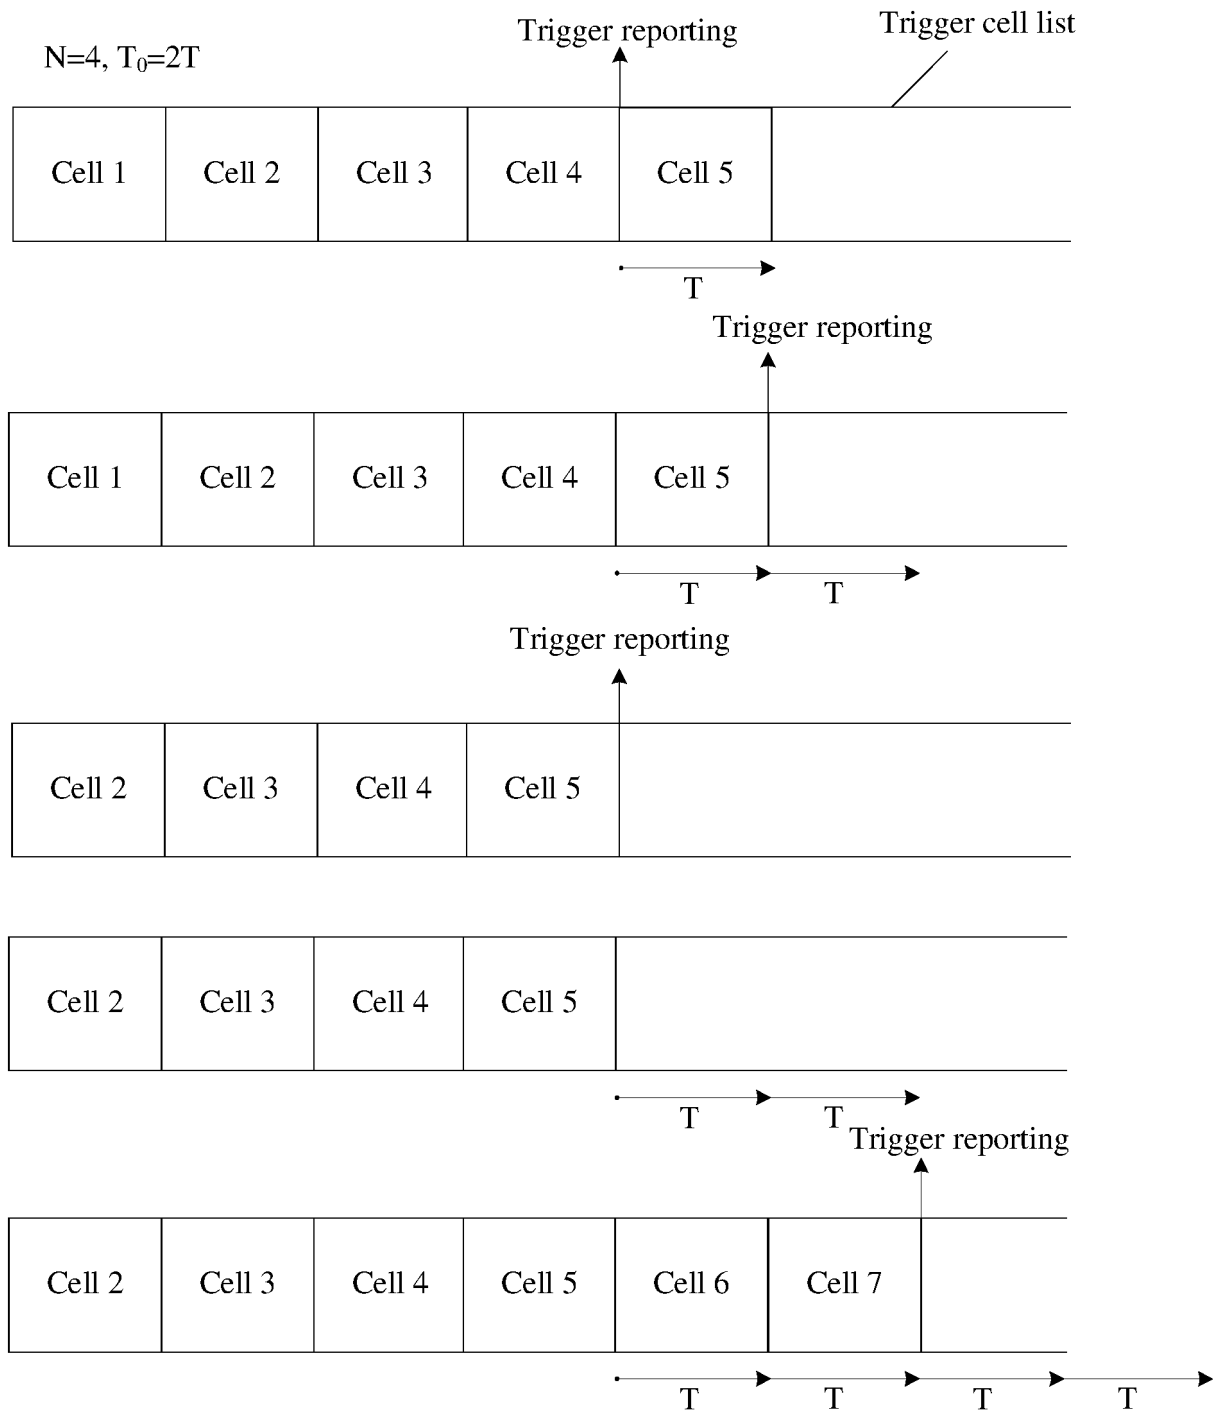 Trigger reporting
Trigger cell list
N=4, T₀=2T
Cell 1 Cell 2 Cell 3 Cell 4 Cell 5
T
Trigger reporting
Cell 1 Cell 2 Cell 3 Cell 4 Cell 5
T T
Trigger reporting
Cell 2 Cell 3 Cell 4 Cell 5
Cell 2 Cell 3 Cell 4 Cell 5
T T
Trigger reporting
Cell 2 Cell 3 Cell 4 Cell 5 Cell 6 Cell 7
T T T T